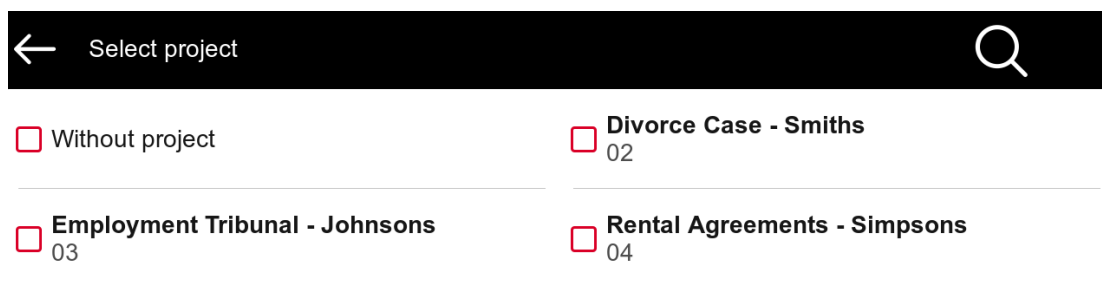 Select project
Without project
Divorce Case - Smiths
02
Employment Tribunal - Johnsons
03
Rental Agreements - Simpsons
04